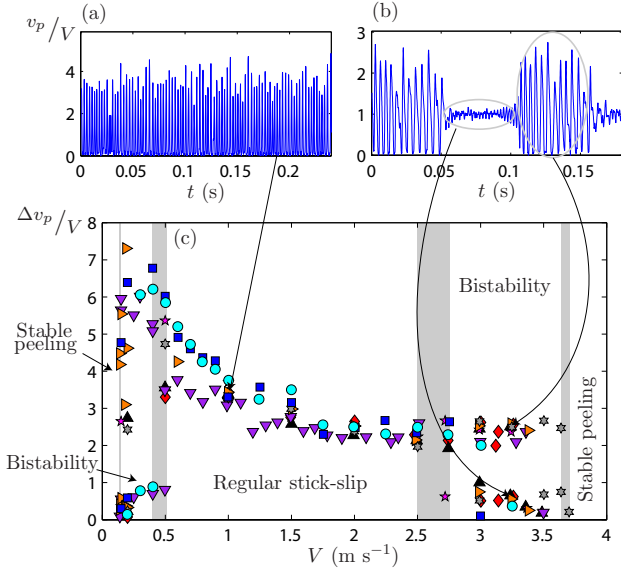 (a)
(b)
v_p/V
4
2
0
0
0.05
0.1
0.15
0.2
t (s)
3
2
1
0
0
0.05
0.1
0.15
t (s)
Δv_p/V
(c)
8
7
6
5
4
3
2
1
0
Stable peeling
Bistability
Regular stick-slip
Bistability
Stable peeling
0
0.5
1
1.5
2
2.5
3
3.5
4
V (m s⁻¹)